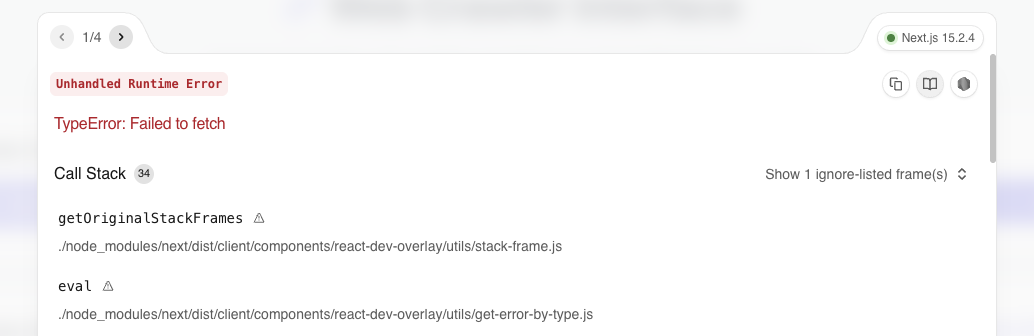 1/4
Next.js 15.2.4
Unhandled Runtime Error
TypeError: Failed to fetch
Call Stack 34
Show 1 ignore-listed frame(s)
getOriginalStackFrames
./node_modules/next/dist/client/components/react-dev-overlay/utils/stack-frame.js
eval
./node_modules/next/dist/client/components/react-dev-overlay/utils/get-error-by-type.js